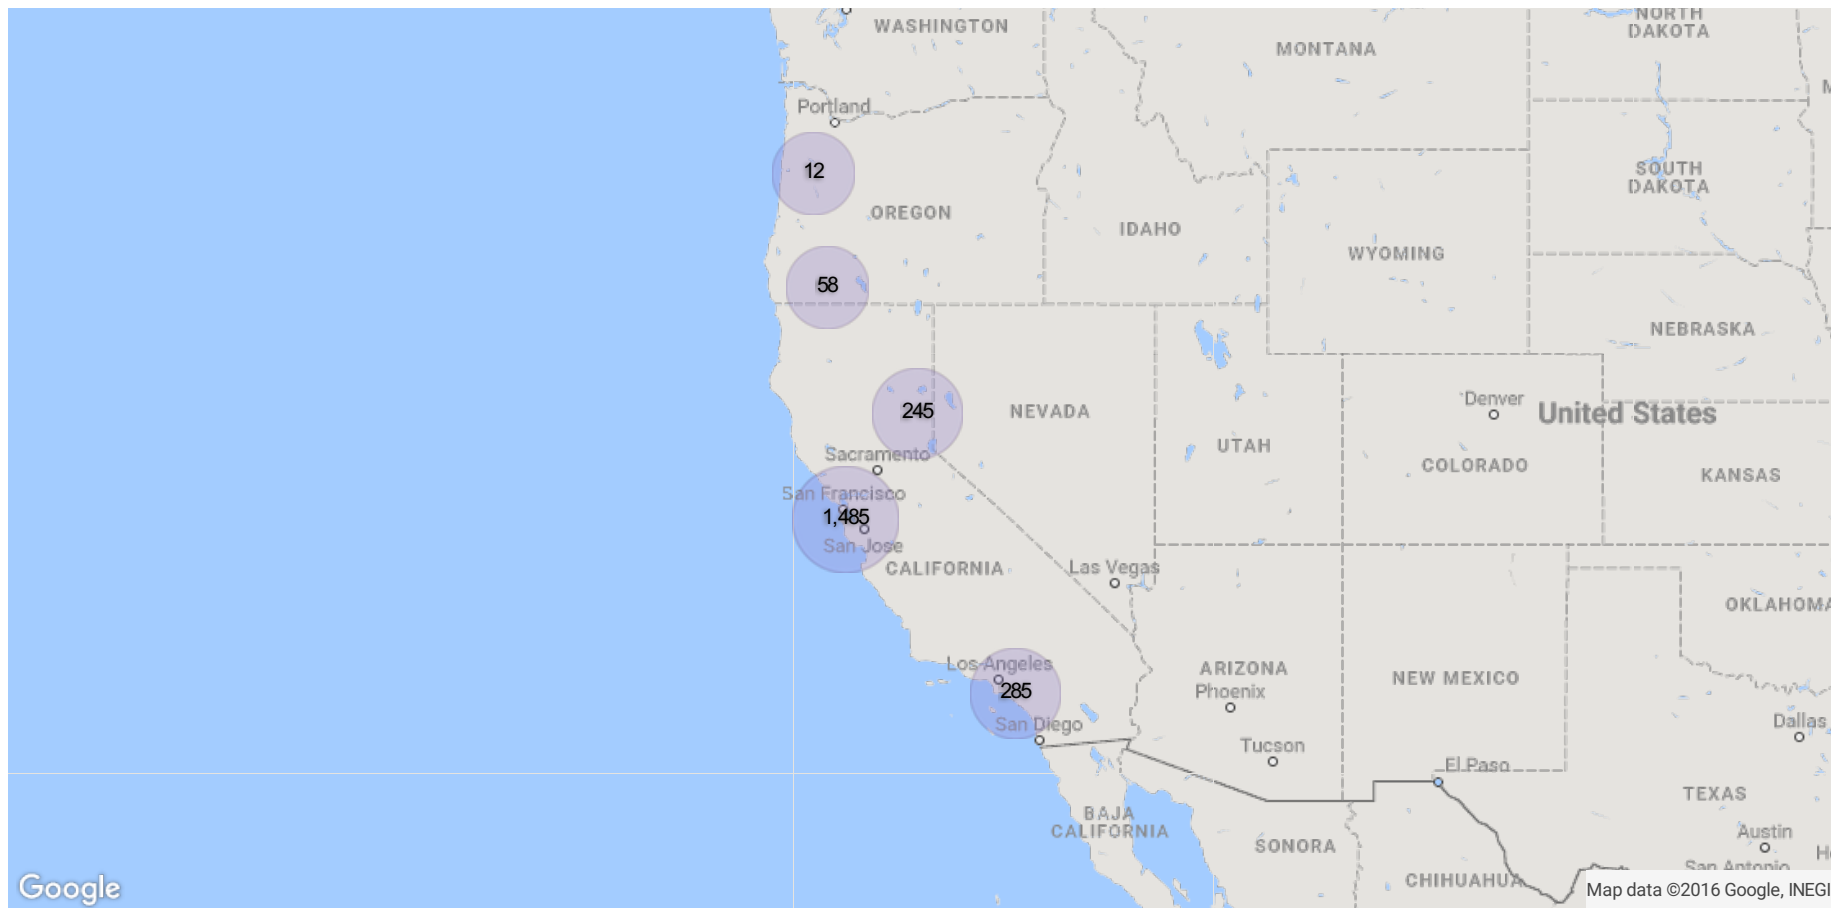 WASHINGTON
NORTH
DAKOTA
MONTANA
Portland
12
SOUTH
DAKOTA
OREGON
IDAHO
WYOMING
58
NEBRASKA
245
NEVADA
Denver
United States
UTAH
Sacramento
COLORADO
KANSAS
San Francisco
1,485
San Jose
CALIFORNIA
Las Vegas
OKLAHOMA
Los Angeles
285
ARIZONA
NEW MEXICO
Phoenix
San Diego
Dallas
Tucson
El Paso
TEXAS
BAJA
CALIFORNIA
Austin
SONORA
San Antonio
CHIHUAHUA
Google
Map data ©2016 Google, INEGI